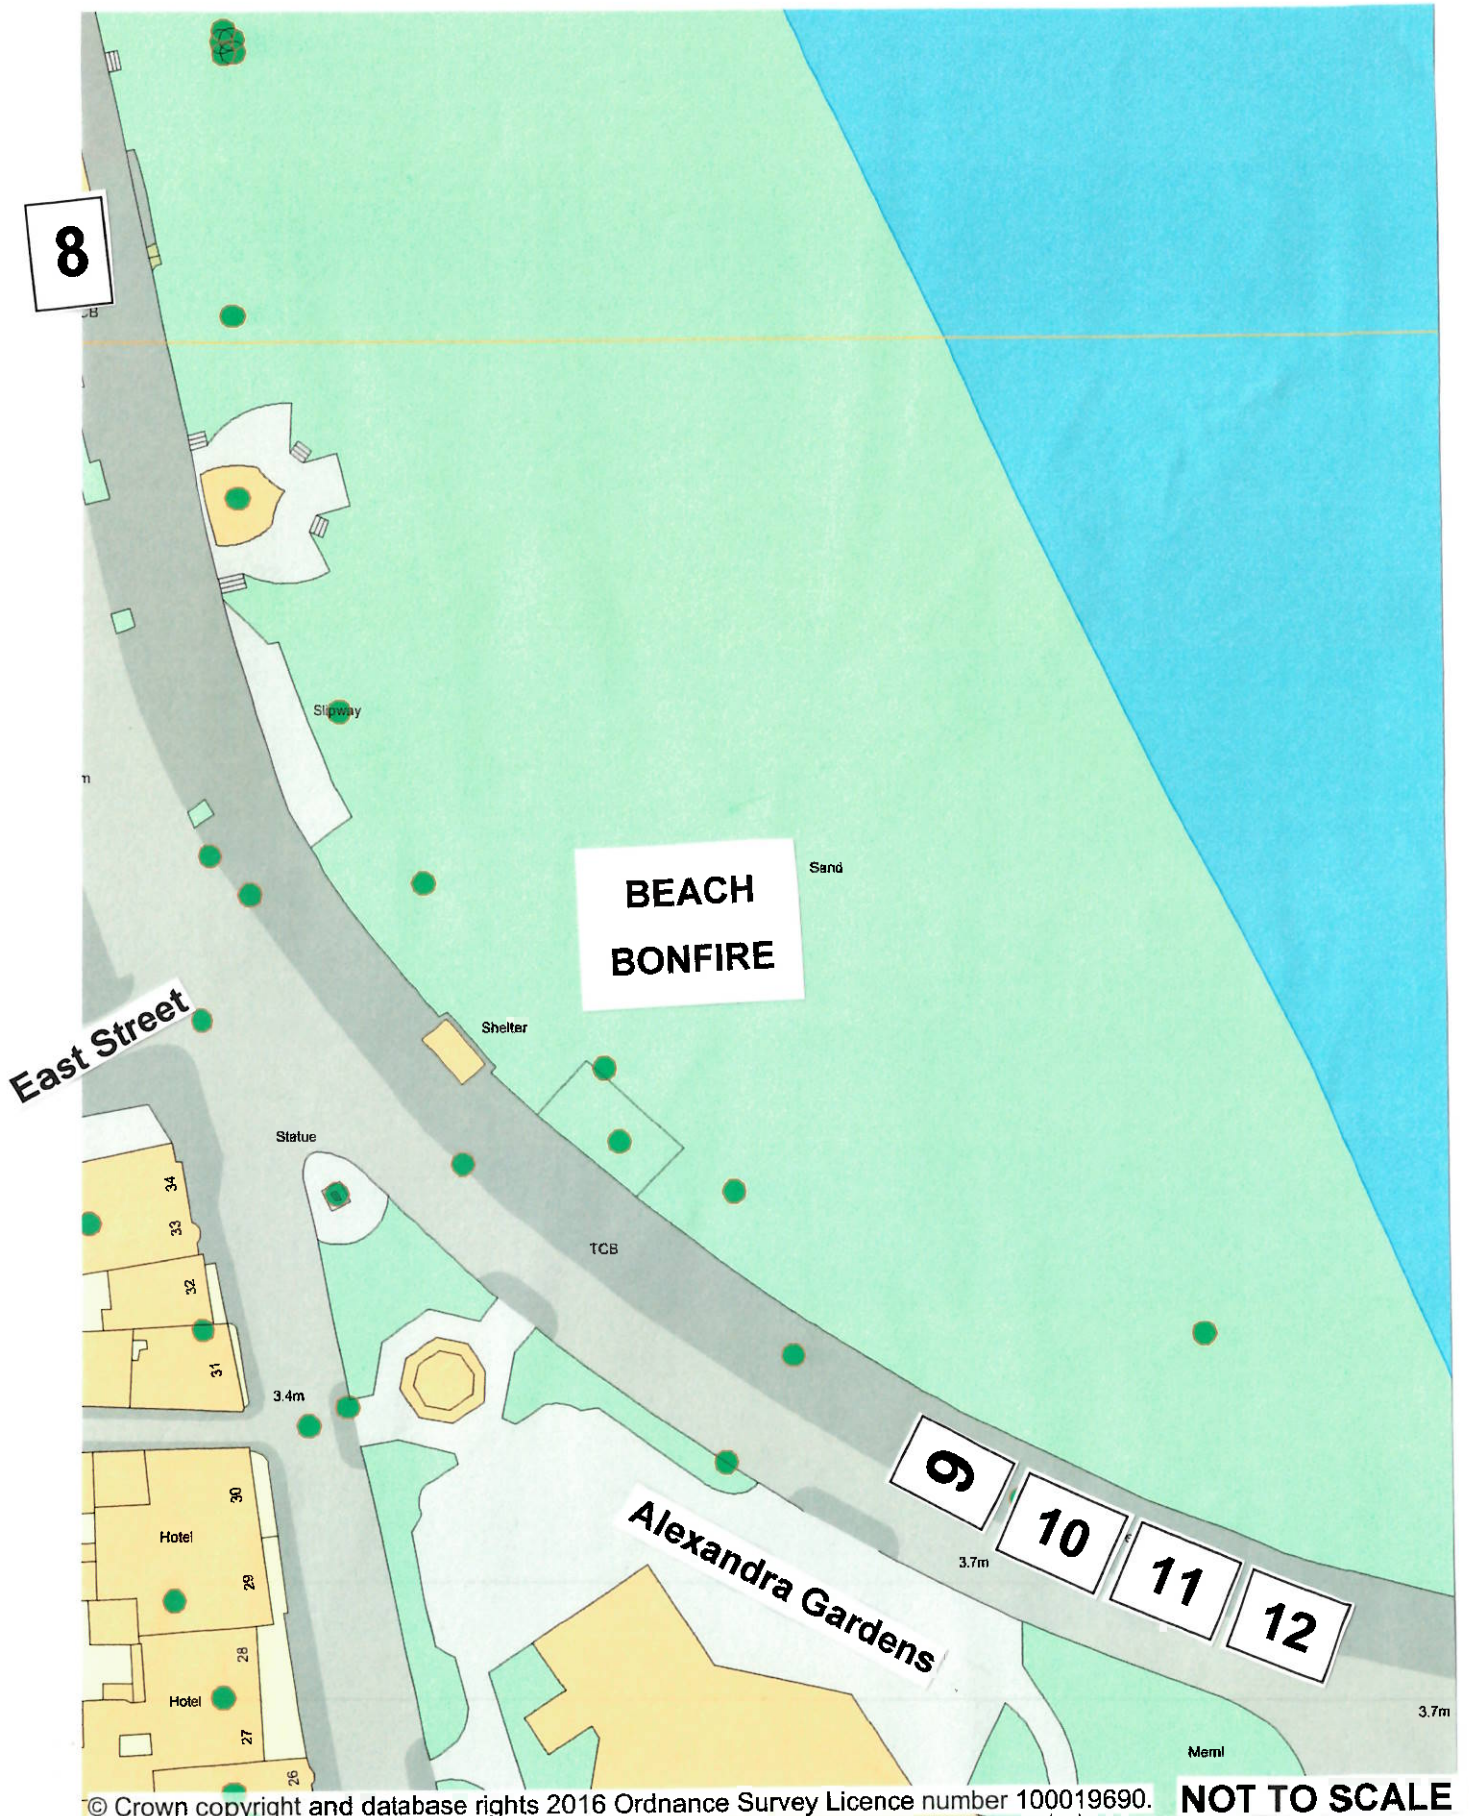 8
CB
Slipway
BEACH
BONFIRE
Sand
m
East Street
Shelter
Statue
34
33
32
31
TCB
3.4m
9
10
11
12
3.7m
Alexandra Gardens
30
Hotel
29
28
Hotel
27
26
3.7m
Meml
© Crown copyright and database rights 2016 Ordnance Survey Licence number 100019690.
NOT TO SCALE